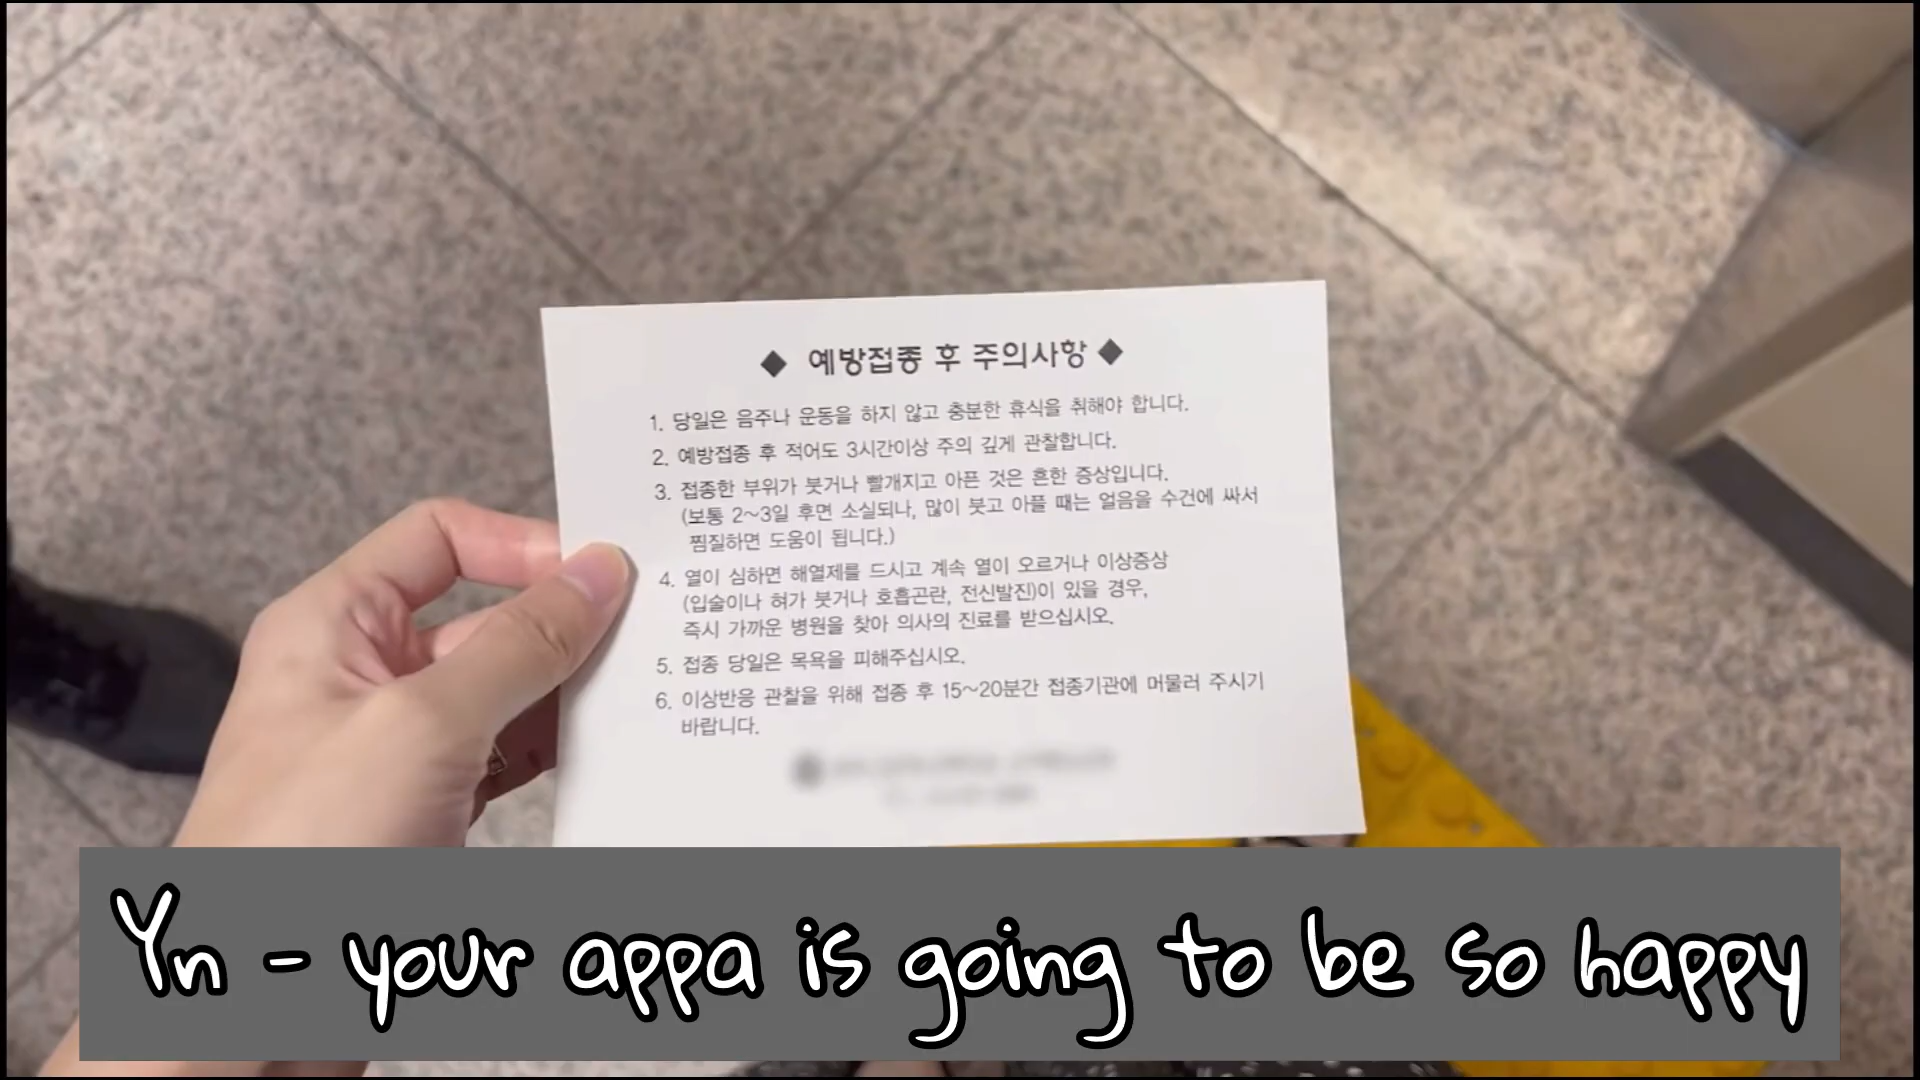 ◆ 예방접종 후 주의사항 ◆
1. 당일은 음주나 운동을 하지 않고 충분한 휴식을 취해야 합니다.
2. 예방접종 후 적어도 3시간이상 주의 깊게 관찰합니다.
3. 접종한 부위가 붓거나 빨개지고 아픈 것은 흔한 증상입니다.
(보통 2~3일 후면 소실되나, 많이 붓고 아플 때는 얼음을 수건에 싸서
찜질하면 도움이 됩니다.)
4. 열이 심하면 해열제를 드시고 계속 열이 오르거나 이상증상
(입술이나 혀가 붓거나 호흡곤란, 전신발진)이 있을 경우,
즉시 가까운 병원을 찾아 의사의 진료를 받으십시오.
5. 접종 당일은 목욕을 피해주십시오.
6. 이상반응 관찰을 위해 접종 후 15~20분간 접종기관에 머물러 주시기
바랍니다.
Yn - your appa is going to be so happy